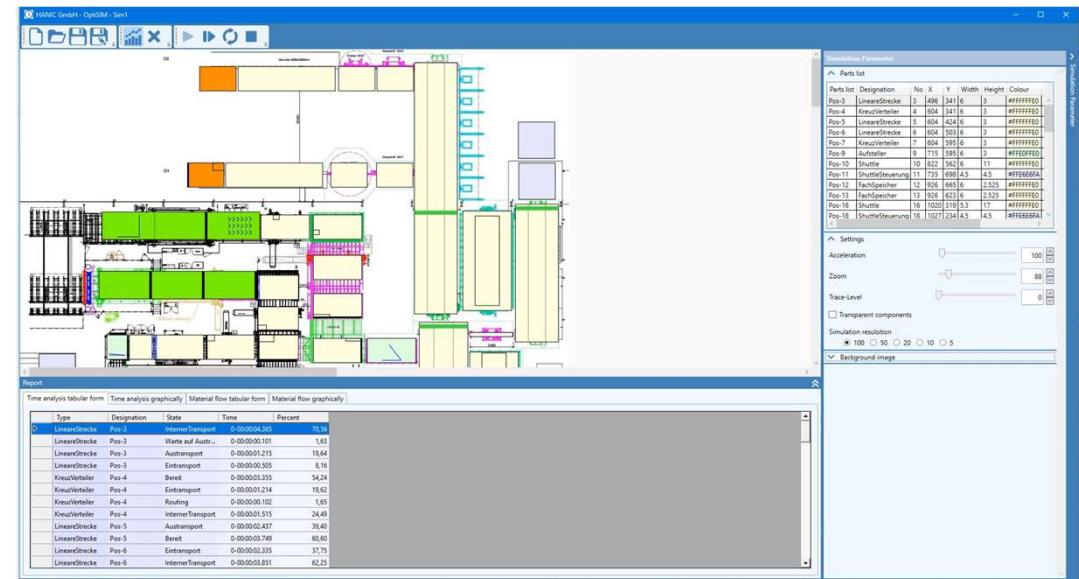 HANIC GmbH - OptiSIM - Sim1
Simulation Parameter
Simulation Parameter
Parts list
Parts list Designation No X Y Width Height Colour
Pos-3 LineareStrecke 3 496 341 6 3 #FFFFFFE0
Pos-4 KreuzVerteiler 4 604 341 6 3 #FFFFFFE0
Pos-5 LineareStrecke 5 604 424 6 3 #FFFFFFE0
Pos-6 LineareStrecke 6 604 503 6 3 #FFFFFFE0
Pos-7 KreuzVerteiler 7 604 595 6 3 #FFFFFFE0
Pos-9 Aufsteller 9 715 595 6 3 #FFE0FFE0
Pos-10 Shuttle 10 822 562 6 11 #FFFFFFE0
Pos-11 ShuttleSteuerung 11 735 698 4.5 4.5 #FFE6E6FA
Pos-12 FachSpeicher 12 926 665 6 2.525 #FFFFFFE0
Pos-13 FachSpeicher 13 926 623 6 2.525 #FFFFFFE0
Pos-16 Shuttle 16 1020 319 5.3 17 #FFFFFFE0
Pos-18 ShuttleSteuerung 18 1027 234 4.5 4.5 #FFE6E6FA
Settings
Acceleration 100
Zoom 88
Trace-Level 0
Transparent components
Simulation resulotion
100 50 20 10 5
Background image
Report
Time analysis tabular form Time analysis graphically Material flow tabular form Material flow graphically
Type Designation State Time Percent
LineareStrecke Pos-3 InternerTransport 0-00:00:04.365 70,56
LineareStrecke Pos-3 Warte auf Austr... 0-00:00:00.101 1,63
LineareStrecke Pos-3 Austransport 0-00:00:01.215 19,64
LineareStrecke Pos-3 Eintransport 0-00:00:00.505 8,16
KreuzVerteiler Pos-4 Bereit 0-00:00:03.355 54,24
KreuzVerteiler Pos-4 Eintransport 0-00:00:01.214 19,62
KreuzVerteiler Pos-4 Routing 0-00:00:00.102 1,65
KreuzVerteiler Pos-4 InternerTransport 0-00:00:01.515 24,49
LineareStrecke Pos-5 Austransport 0-00:00:02.437 39,40
LineareStrecke Pos-5 Bereit 0-00:00:03.749 60,60
LineareStrecke Pos-6 Eintransport 0-00:00:02.335 37,75
LineareStrecke Pos-6 InternerTransport 0-00:00:03.851 62,25